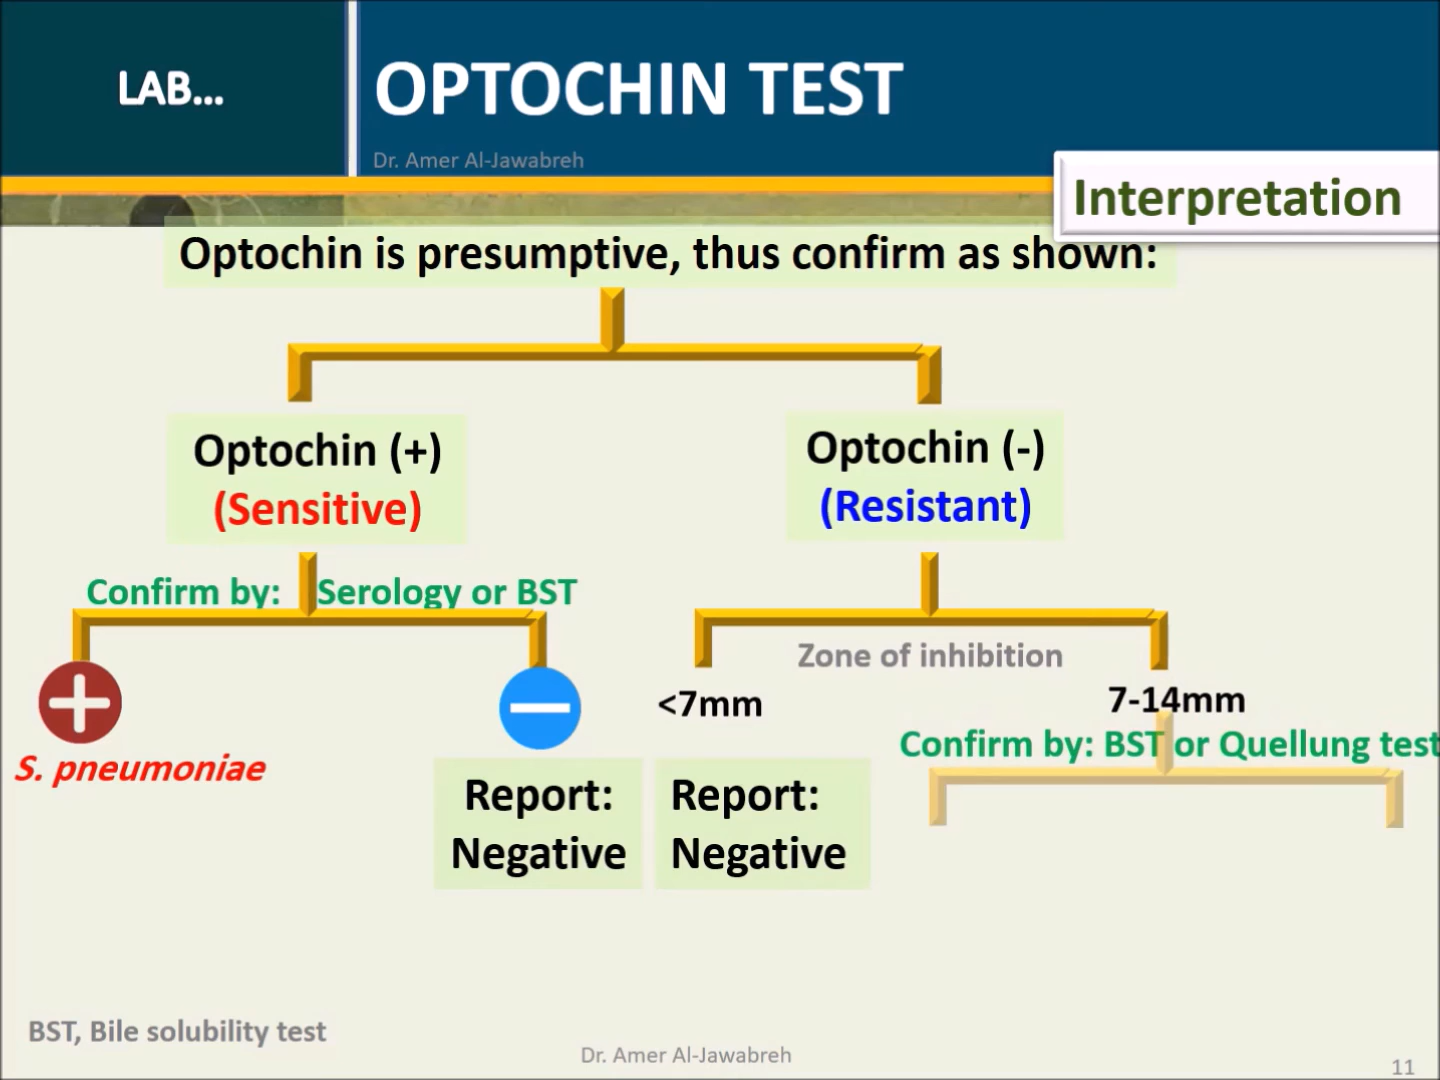 LAB...
OPTOCHIN TEST
Dr. Amer Al-Jawabreh
Interpretation
Optochin is presumptive, thus confirm as shown:
Optochin (+)
(Sensitive)
Optochin (-)
(Resistant)
Confirm by: Serology or BST
Zone of inhibition
<7mm
7-14mm
Confirm by: BST or Quellung test
S. pneumoniae
Report:
Negative
Report:
Negative
BST, Bile solubility test
Dr. Amer Al-Jawabreh
11